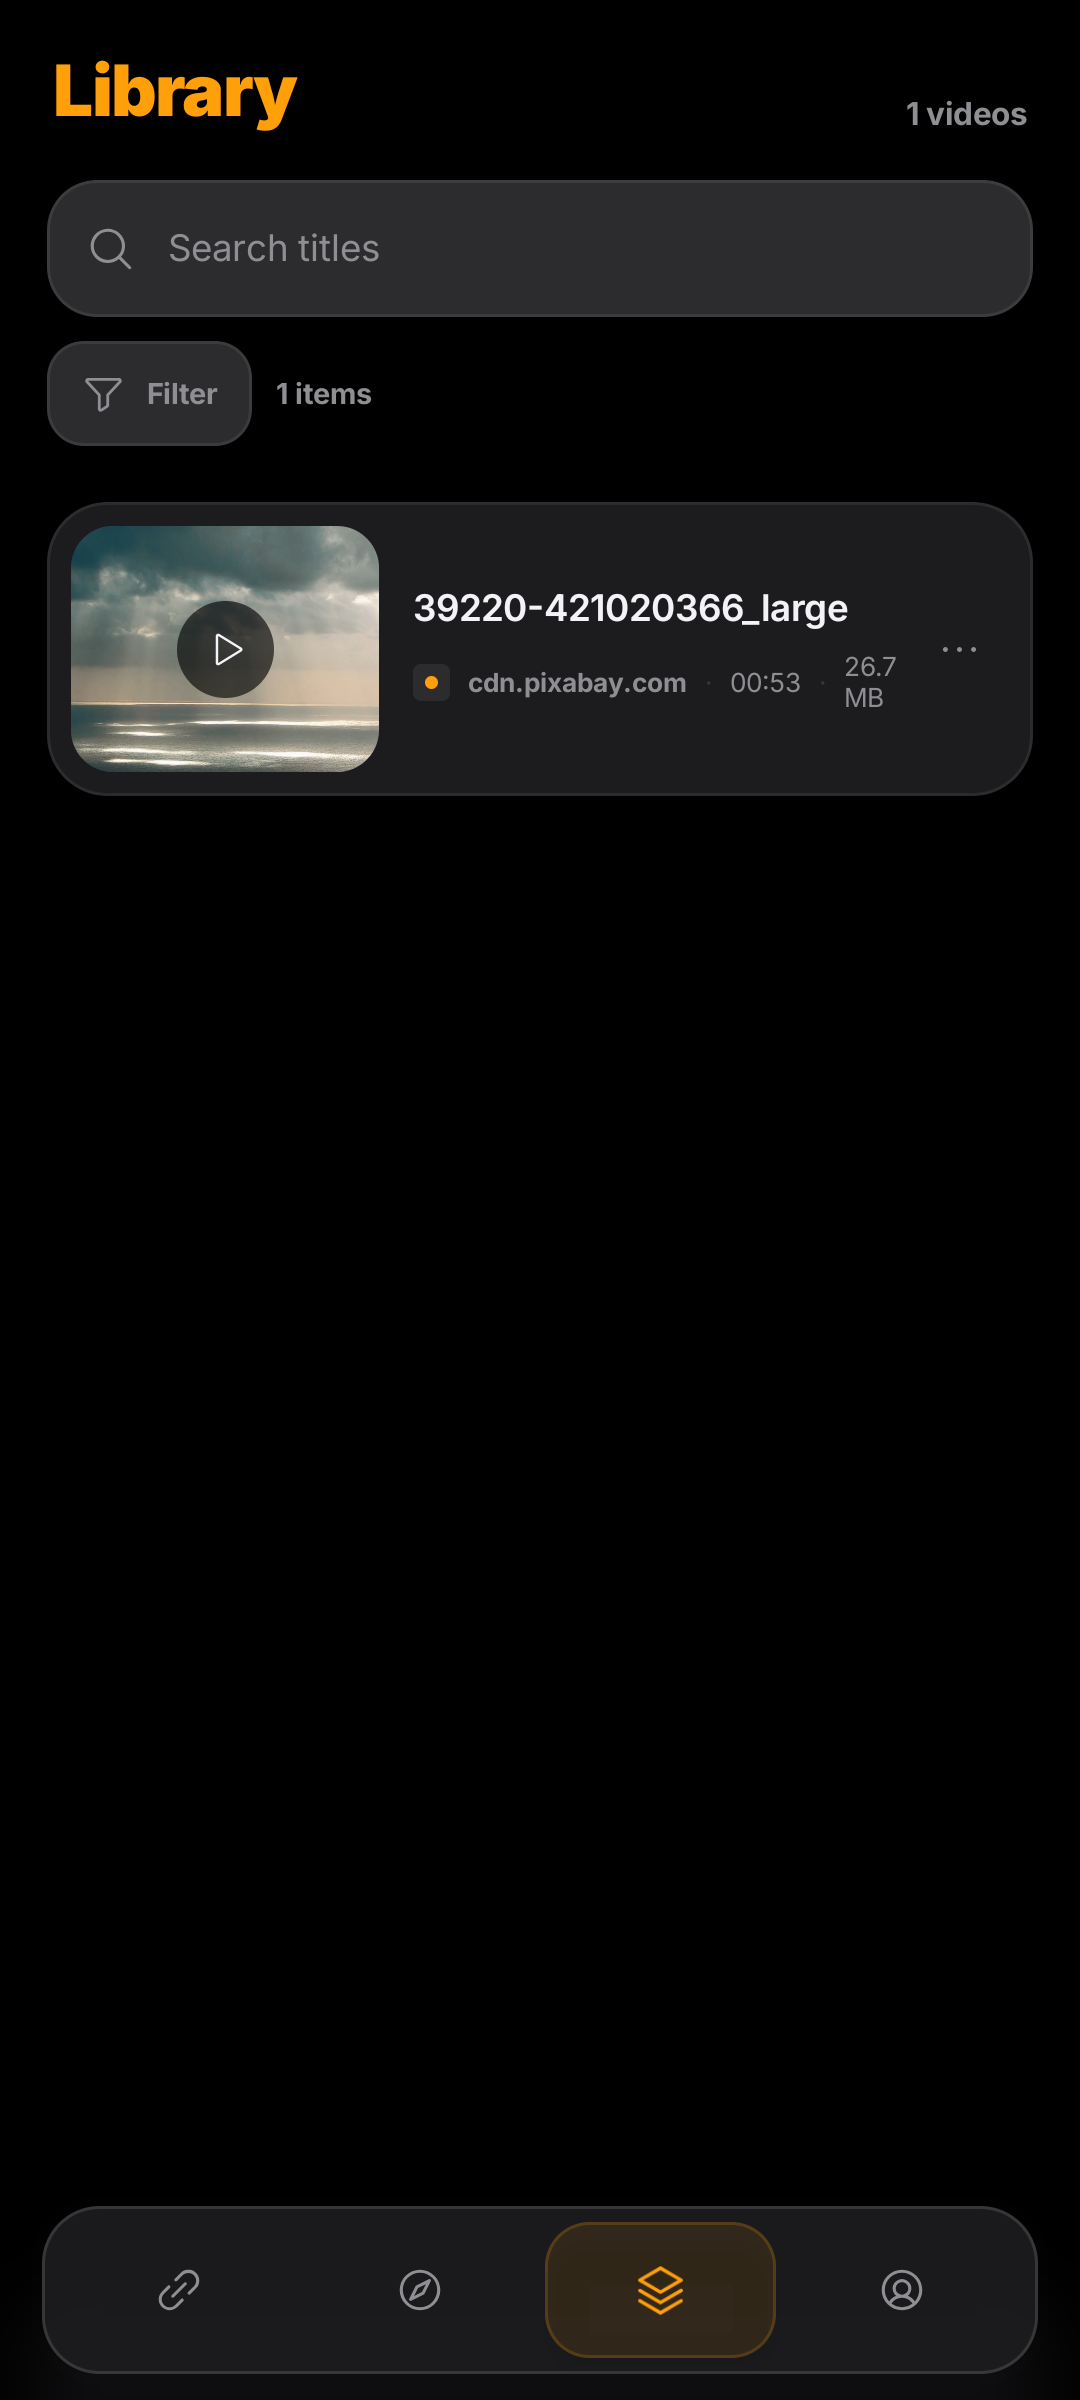 Library
1 videos
Search titles
Filter
1 items
39220-421020366_large
cdn.pixabay.com · 00:53 · 26.7 MB